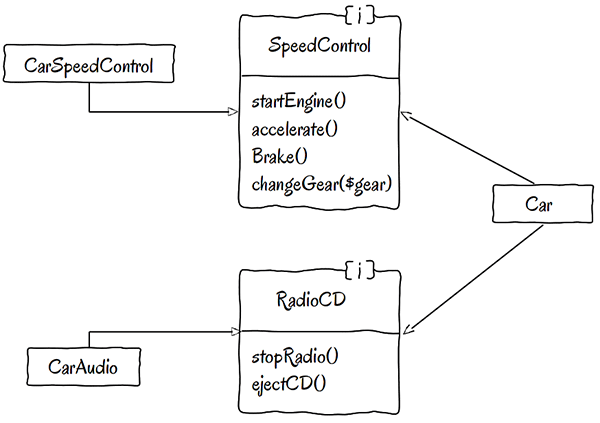 [i]
SpeedControl
CarSpeedControl
startEngine()
accelerate()
Brake()
changeGear($gear)
Car
[i]
RadioCD
stopRadio()
ejectCD()
CarAudio